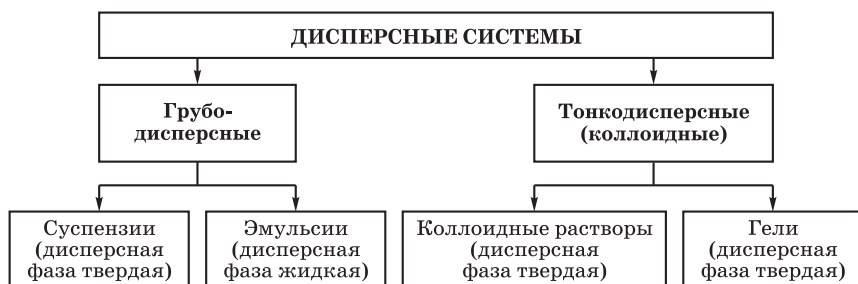 ДИСПЕРСНЫЕ СИСТЕМЫ
Грубо-
дисперсные
Тонкодисперсные
(коллоидные)
Суспензии
(дисперсная
фаза твердая)
Эмульсии
(дисперсная
фаза жидкая)
Коллоидные растворы
(дисперсная
фаза твердая)
Гели
(дисперсная
фаза твердая)